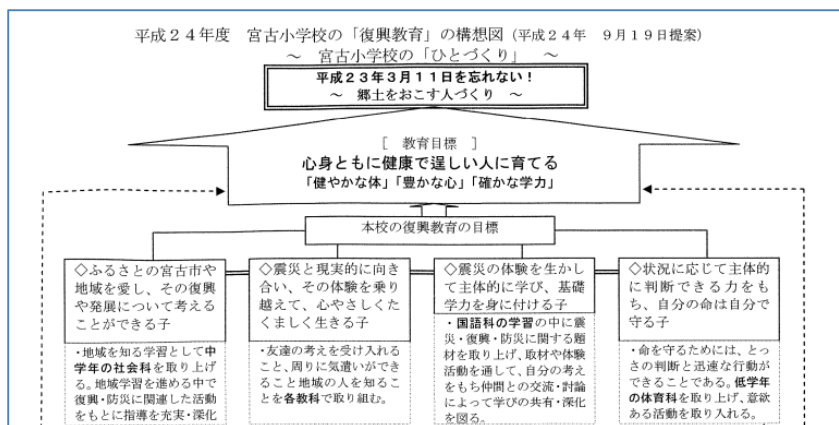 平成２４年度　宮古小学校の「復興教育」の構想図（平成２４年　９月１９日提案）
～　宮古小学校の「ひとづくり」　～
平成２３年３月１１日を忘れない！
～　郷土をおこす人づくり　～
［　教育目標　］
心身ともに健康で逞しい人に育てる
「健やかな体」「豊かな心」「確かな学力」
本校の復興教育の目標
◇ふるさとの宮古市や
地域を愛し、その復興
や発展について考える
ことができる子
・地域を知る学習として中
学年の社会科を取り上げ
る。地域学習を進める中で
復興・防災に関連した活動
をもとに指導を充実・深化
◇震災と現実的に向き
合い、その体験を乗り
越えて、心やさしくた
くましく生きる子
・友達の考えを受け入れる
こと、周りに気遣いがで
きること地域の人を知ること
を各教科で取り組む。
◇震災の体験を生かし
て主体的に学び、基礎
学力を身に付ける子
・国語科の学習の中に震
災・復興・防災に関する題
材を取り上げ、取材や体験
活動を通して、自分の考え
をもち仲間との交流・討論
によって学びの共有・深化
を図る。
◇状況に応じて主体的
に判断できる力をも
ち、自分の命は自分で
守る子
・命を守るためには、とっ
さの判断と迅速な行動が
できることである。低学年
の体育科を取り上げ、意欲
ある活動を取り入れる。